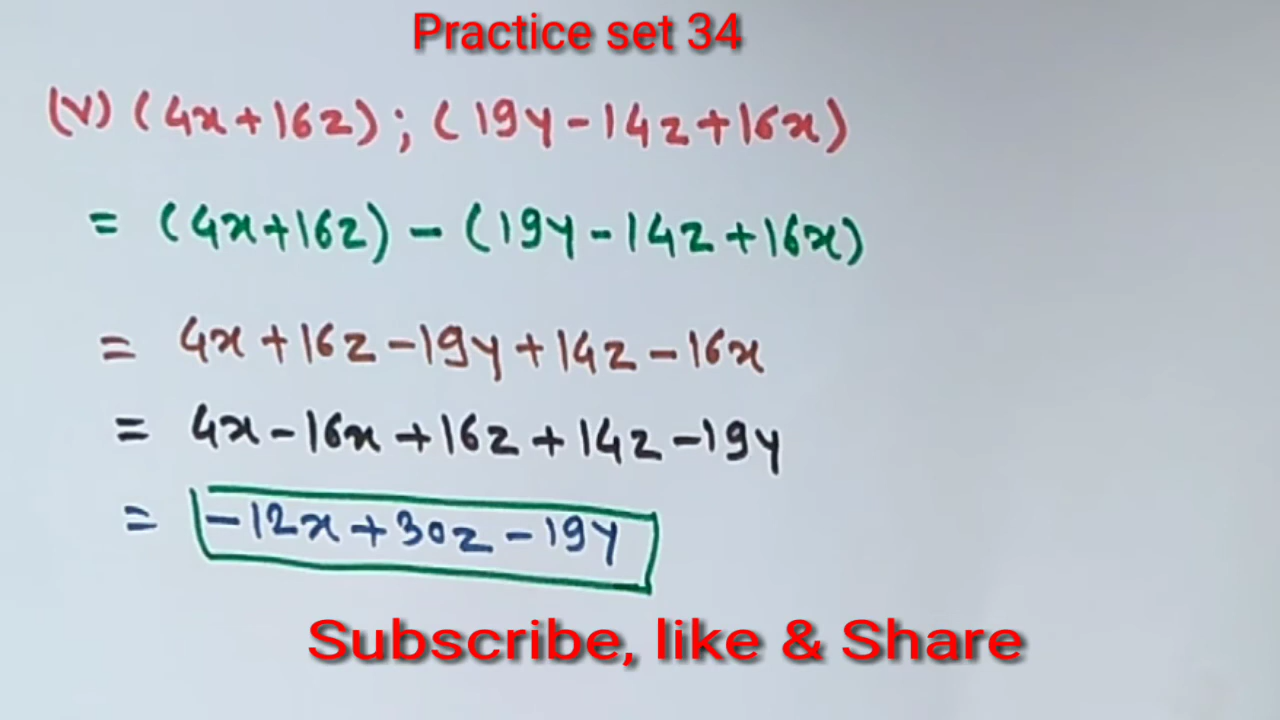 Practice set 34
(v) (4x+16z); (19y-14z+16x)
= (4x+16z) - (19y-14z+16x)
= 4x+16z-19y+14z-16x
= 4x-16x+16z+14z-19y
= -12x+30z-19y
Subscribe, like & Share